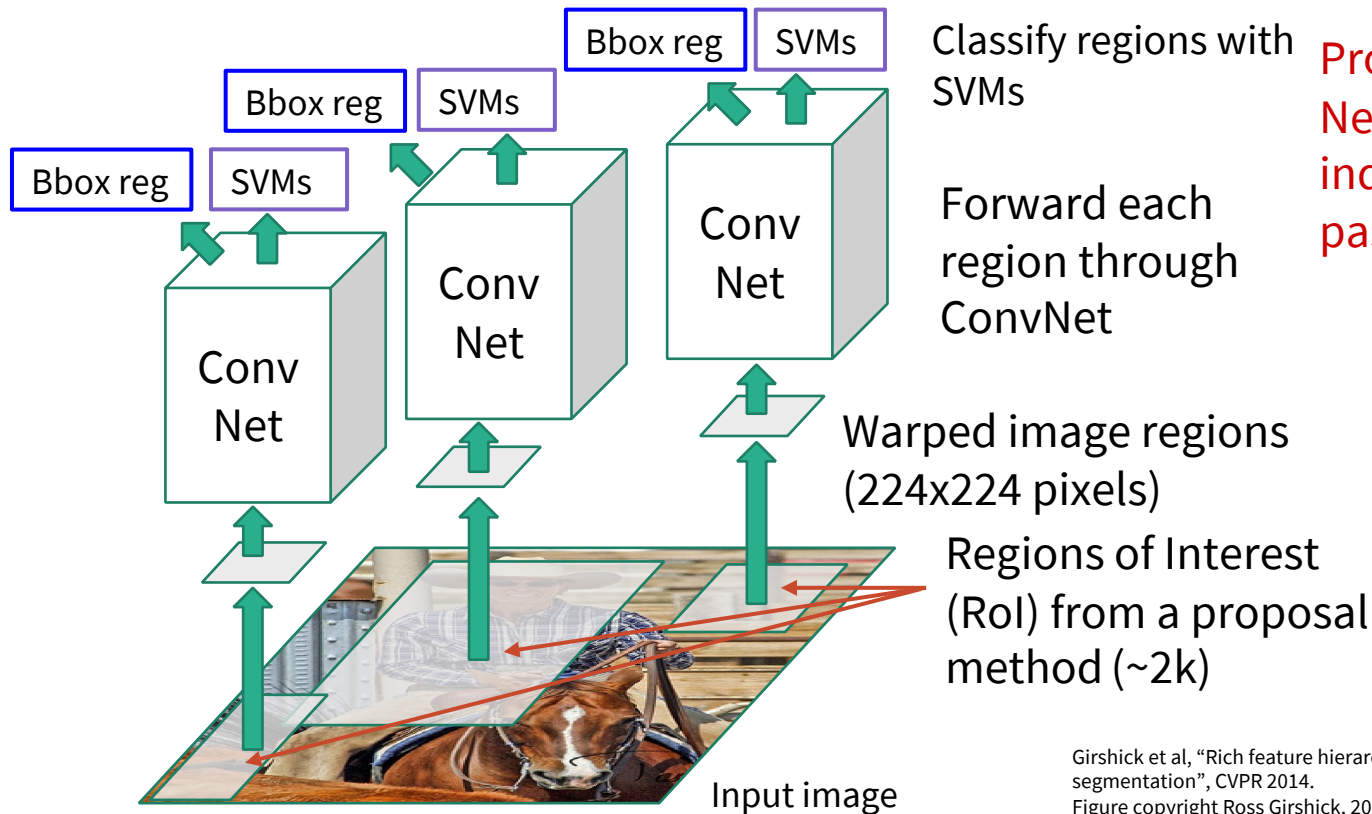 Bbox reg
SVMs
Classify regions with
SVMs
Bbox reg
SVMs
Bbox reg
SVMs
Forward each
region through
ConvNet
Conv
Net
Conv
Net
Conv
Net
Warped image regions
(224x224 pixels)
Regions of Interest
(RoI) from a proposal
method (~2k)
Input image
Girshick et al, “Rich feature
segmentation”, CVPR 2014.
Figure copyright Ross Girshick,